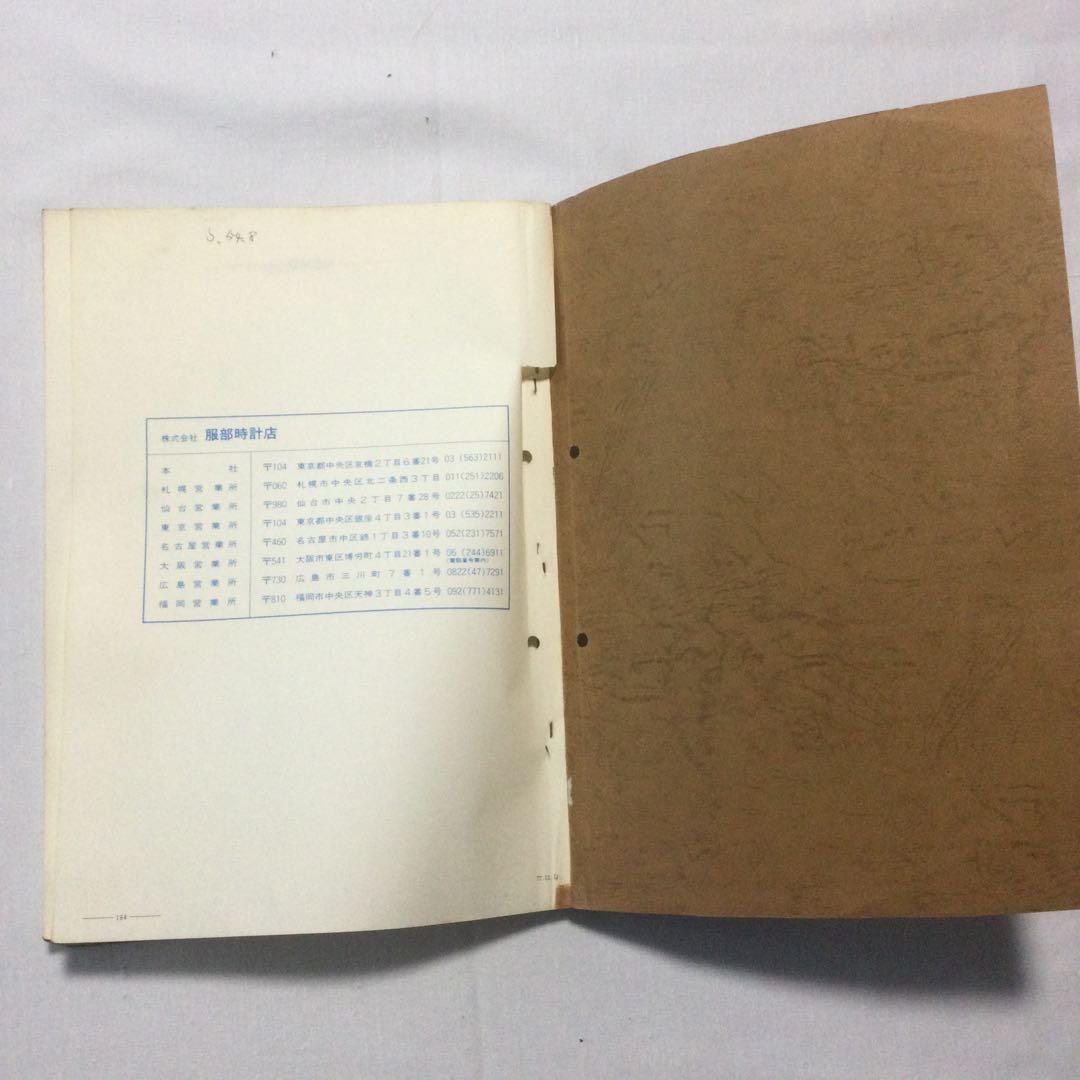 S. 54.8
株式会社 服部時計店
本社 〒104 東京都中央区京橋2丁目6番21号 03 (563)2111
札幌営業所 〒060 札幌市中央区北二条西3丁目 011(251)2206
仙台営業所 〒980 仙台市中央2丁目7番28号 0222(25)7421
東京営業所 〒104 東京都中央区銀座4丁目3番1号 03 (535)2211
名古屋営業所 〒460 名古屋市中区錦1丁目3番10号 052(231)7571
大阪営業所 〒541 大阪市東区博労町4丁目21番1号 06 (244)6911
(電話番号案内)
広島営業所 〒730 広島市三川町7番1号 0822(47)7291
福岡営業所 〒810 福岡市中央区天神3丁目4番5号 092(771)4131
164